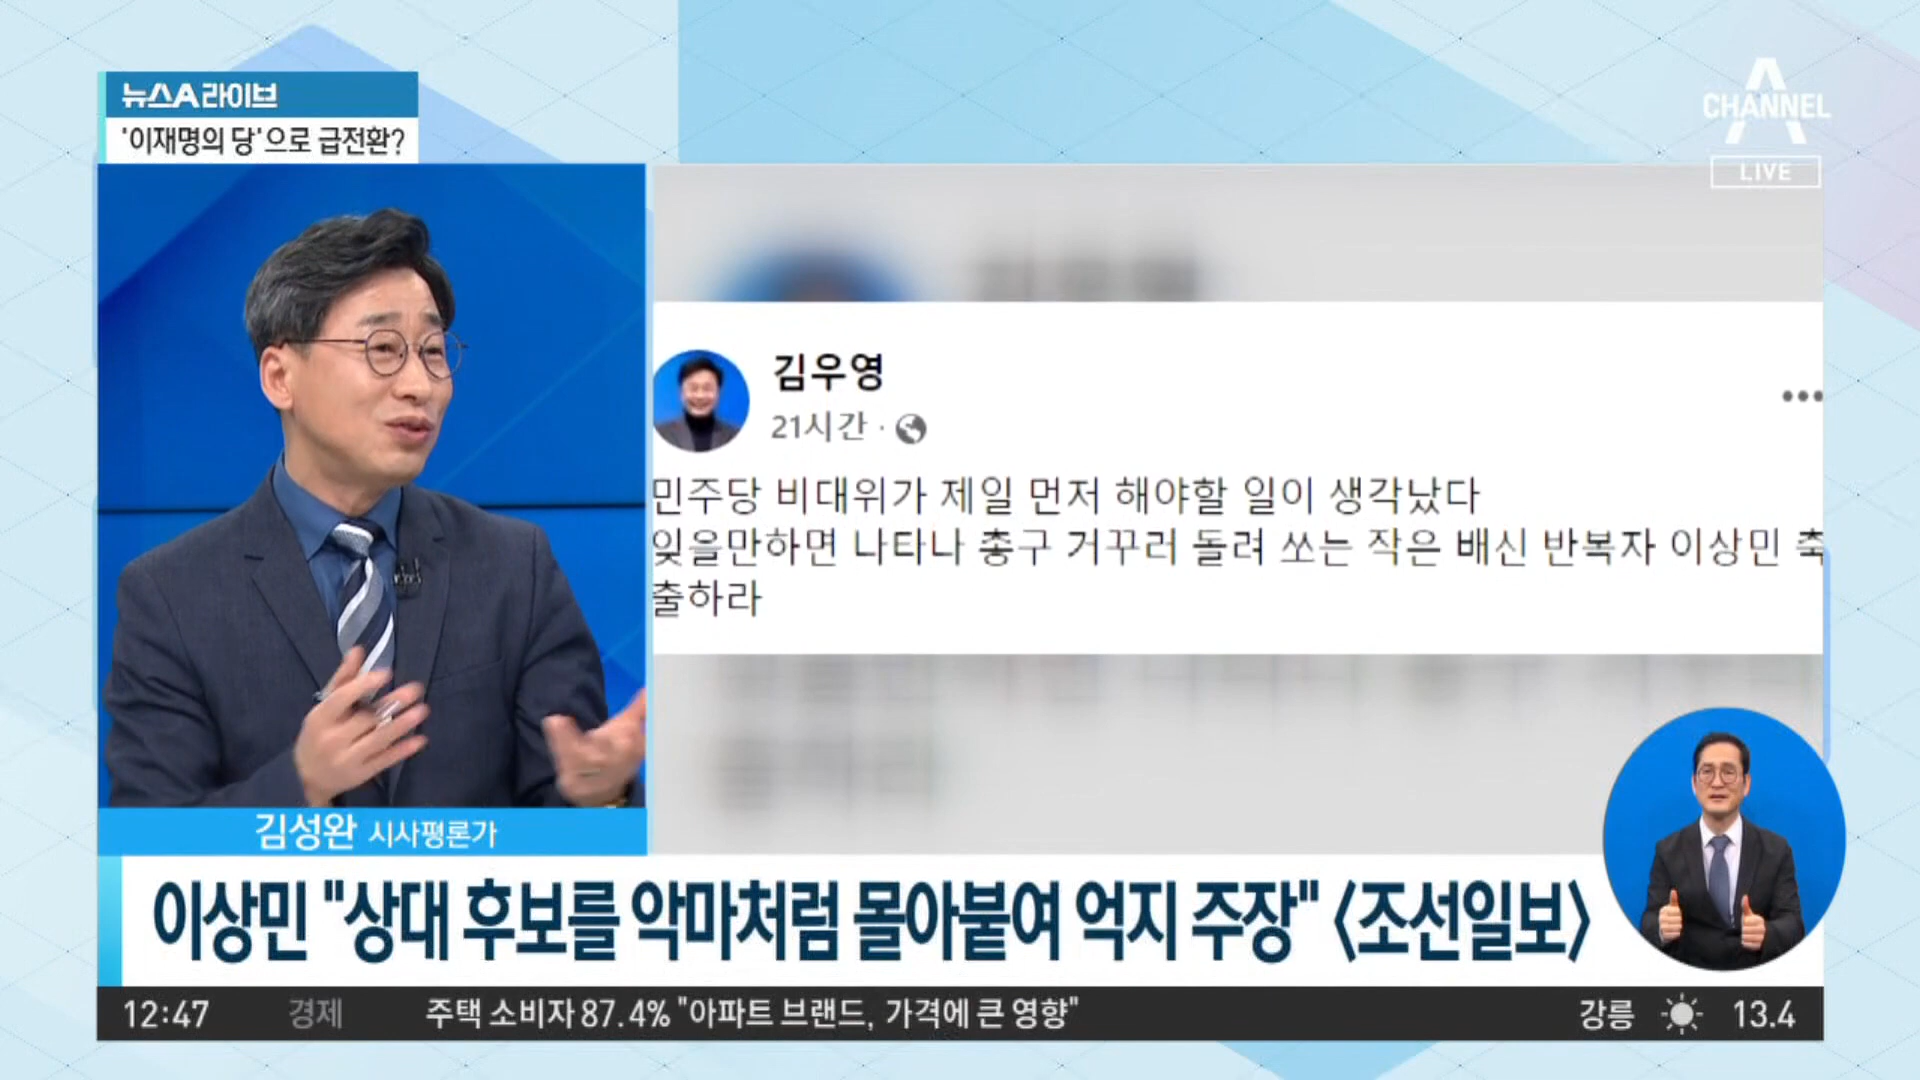 뉴스A 라이브
'이재명의 당'으로 급전환?
CHANNEL A
LIVE
김우영
21시간 ·
민주당 비대위가 제일 먼저 해야할 일이 생각났다
잊을만하면 나타나 총구 거꾸러 돌려 쏘는 작은 배신 반복자 이상민 축
출하라
김성완 시사평론가
이상민 "상대 후보를 악마처럼 몰아붙여 억지 주장" <조선일보>
12:47 경제 주택 소비자 87.4% "아파트 브랜드, 가격에 큰 영향" 강릉 13.4